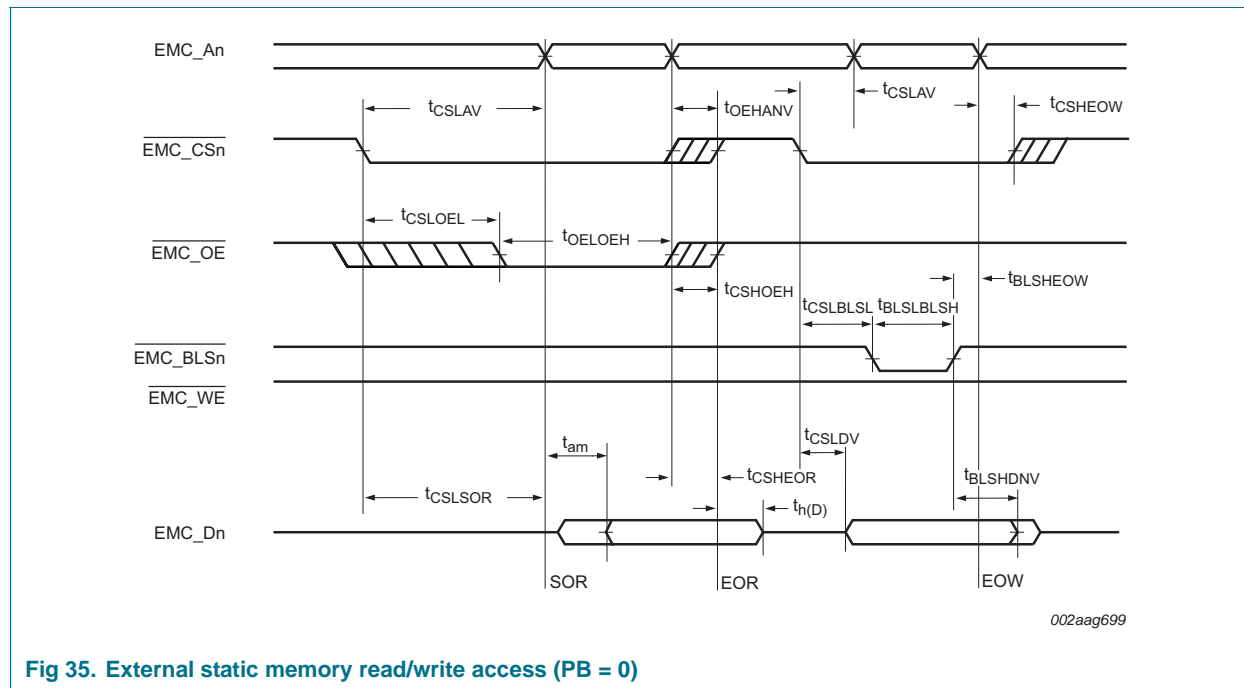 EMC_An
tCSLAV
tOEHANV
tCSLAV
tCSHEOW
EMC_CSn
tCSLOEL
tOELOEH
EMC_OE
tCSHOEH
tBLSHEOW
tCSLBLSL
tBLSLBLSH
EMC_BLSn
EMC_WE
tam
tCSLDV
tCSLSOR
tCSHEOR
tBLSHDNV
th(D)
EMC_Dn
SOR
EOR
EOW
002aag699
Fig 35. External static memory read/write access (PB = 0)